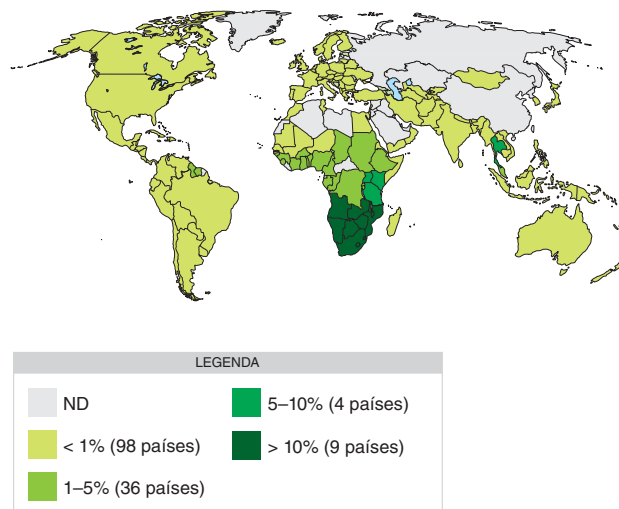 LEGENDA
ND
< 1% (98 países)
1–5% (36 países)
5–10% (4 países)
> 10% (9 países)